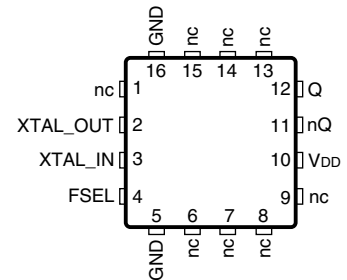 GND nc nc nc
16 15 14 13
nc 1 12 Q
XTAL_OUT 2 11 nQ
XTAL_IN 3 10 VDD
FSEL 4 9 nc
5 6 7 8
GND nc nc nc